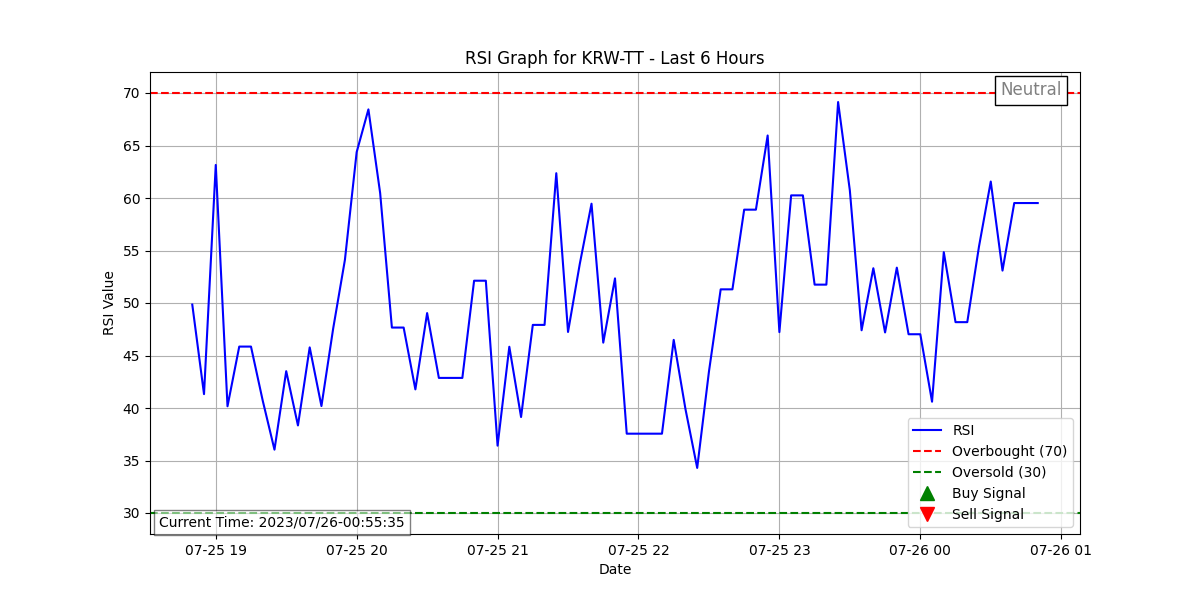 RSI Graph for KRW-TT - Last 6 Hours
Neutral
70
65
60
55
50
45
40
35
30
RSI Value
RSI
Overbought (70)
Oversold (30)
Buy Signal
Sell Signal
Current Time: 2023/07/26-00:55:35
07-25 19
07-25 20
07-25 21
07-25 22
07-25 23
07-26 00
07-26 01
Date